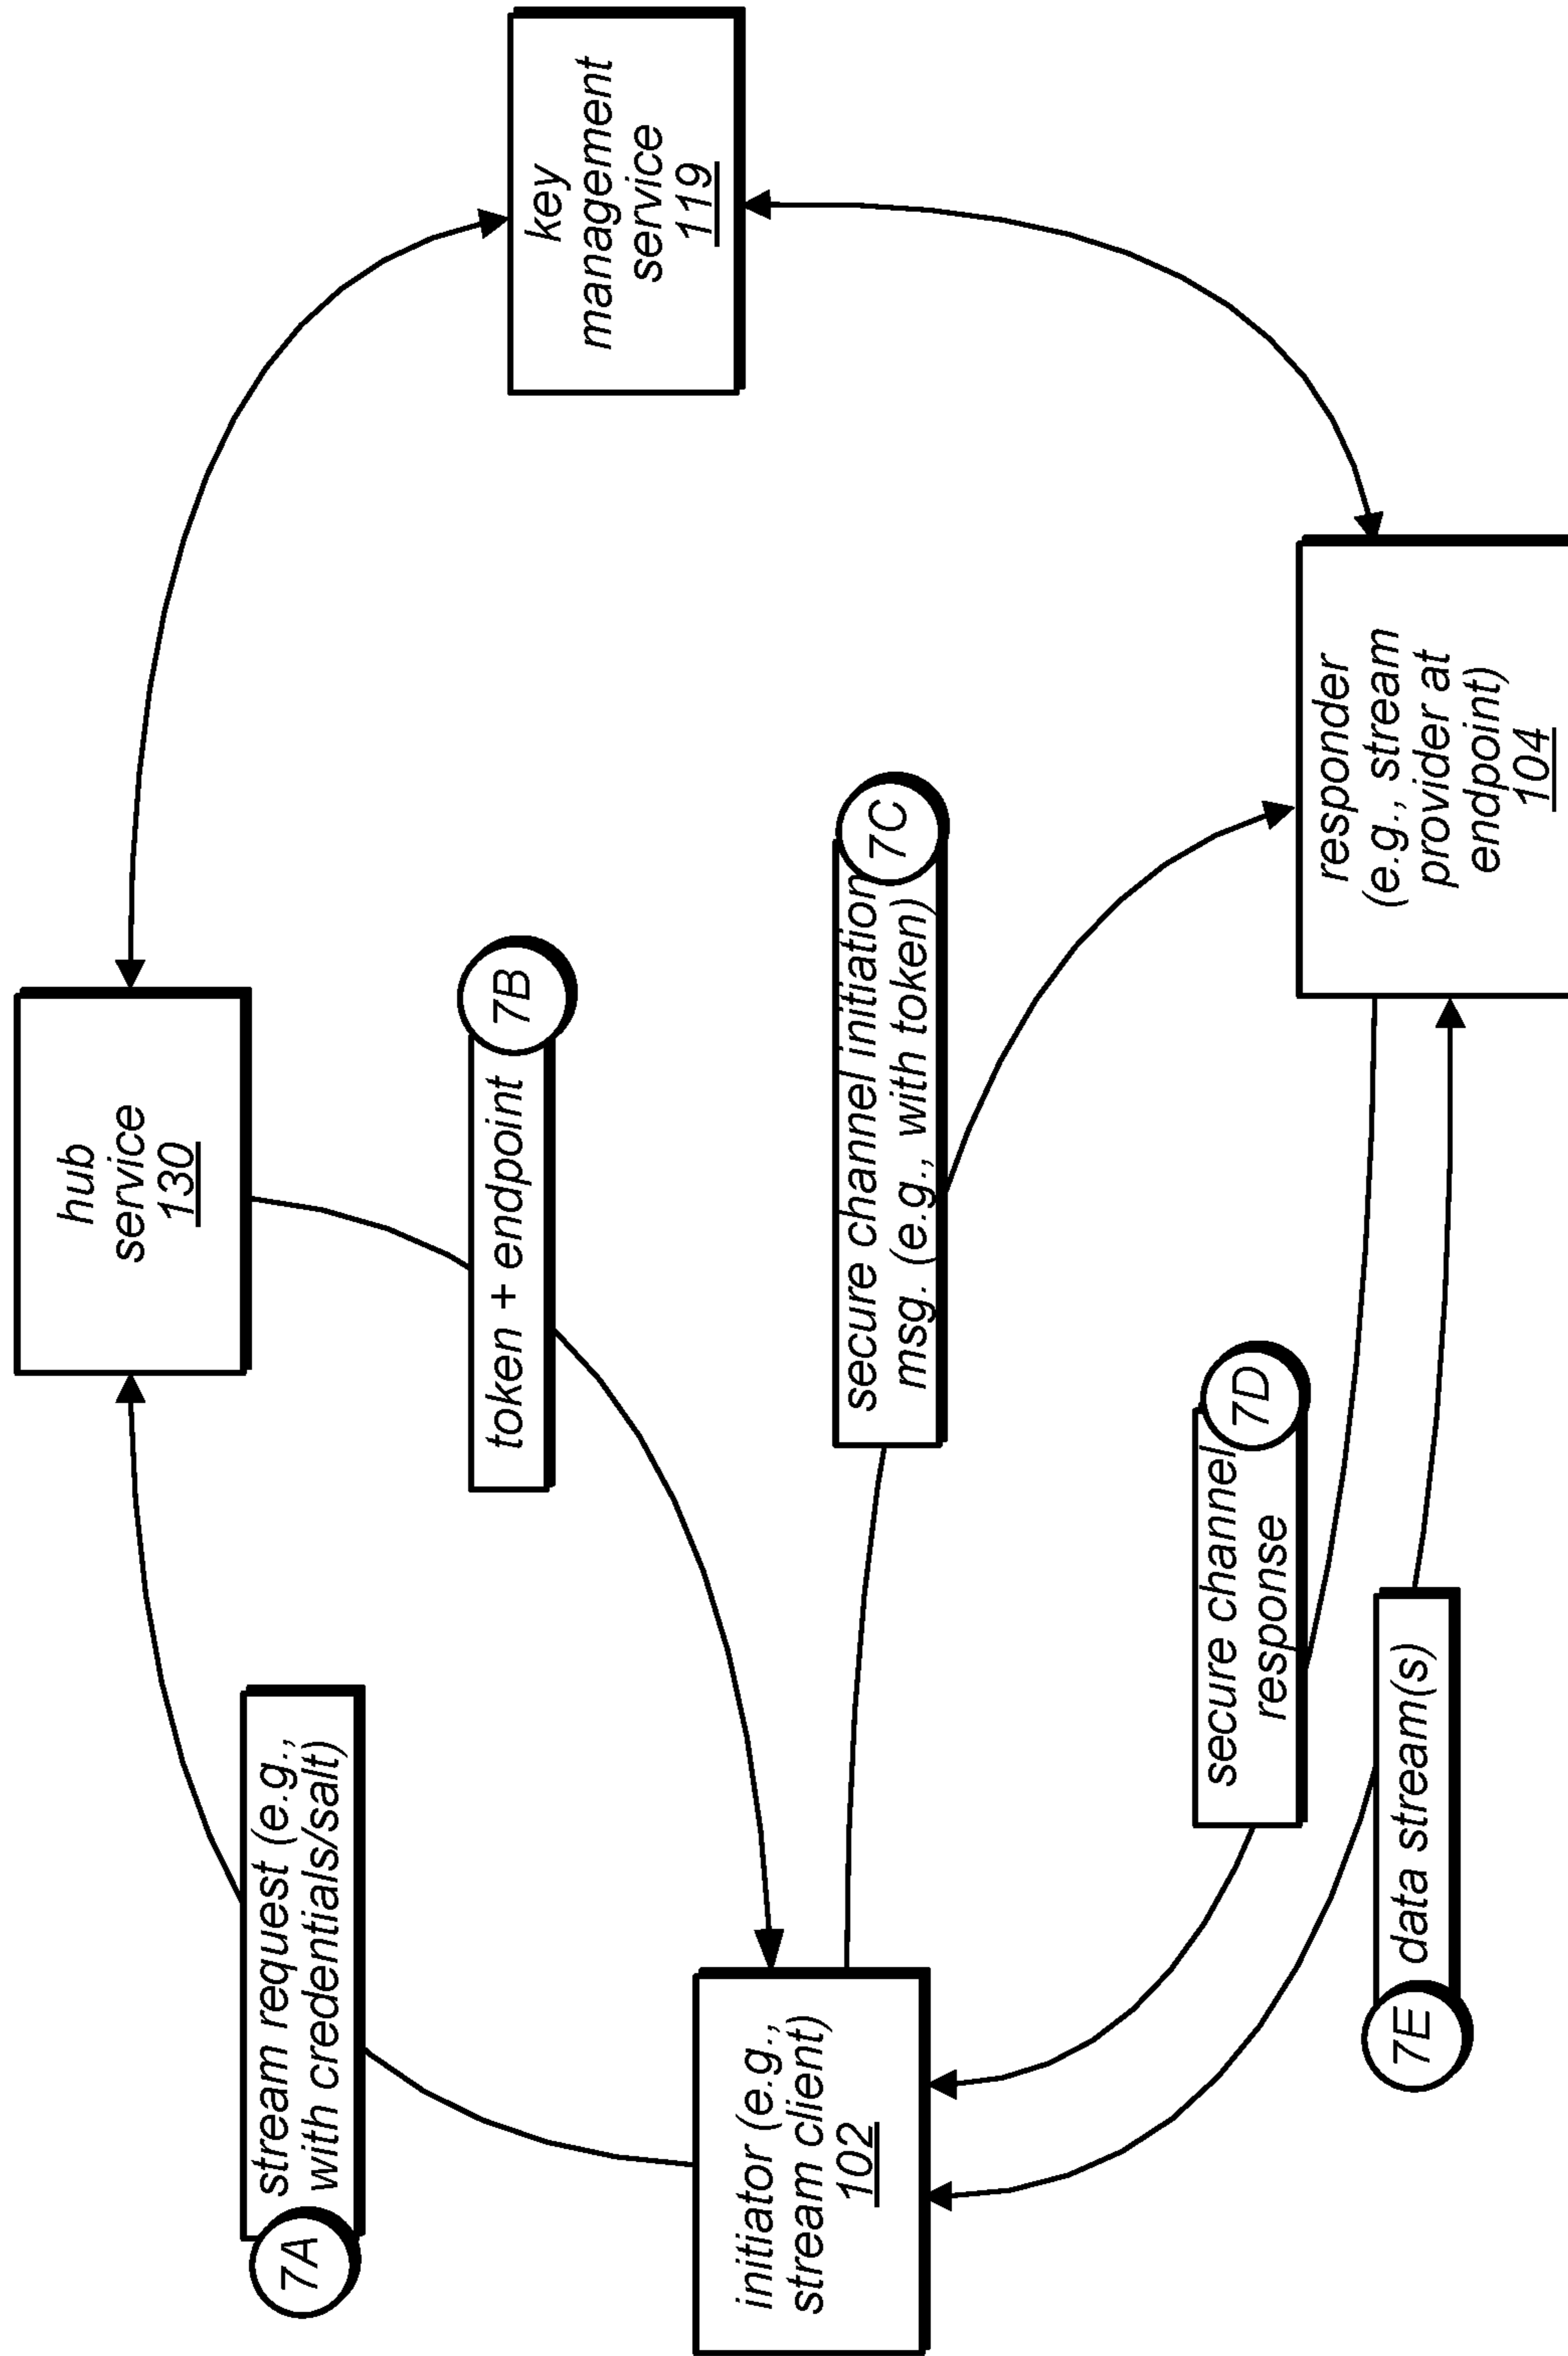 7A
stream request (e.g.,
with credentials/salt)
hub
service
130
token + endpoint
7B
key
management
service
119
initiator (e.g.,
stream client)
102
secure channel initiation
msg. (e.g., with token)
7C
secure channel
response
7D
7E
data stream(s)
responder
(e.g., stream
provider at
endpoint)
104